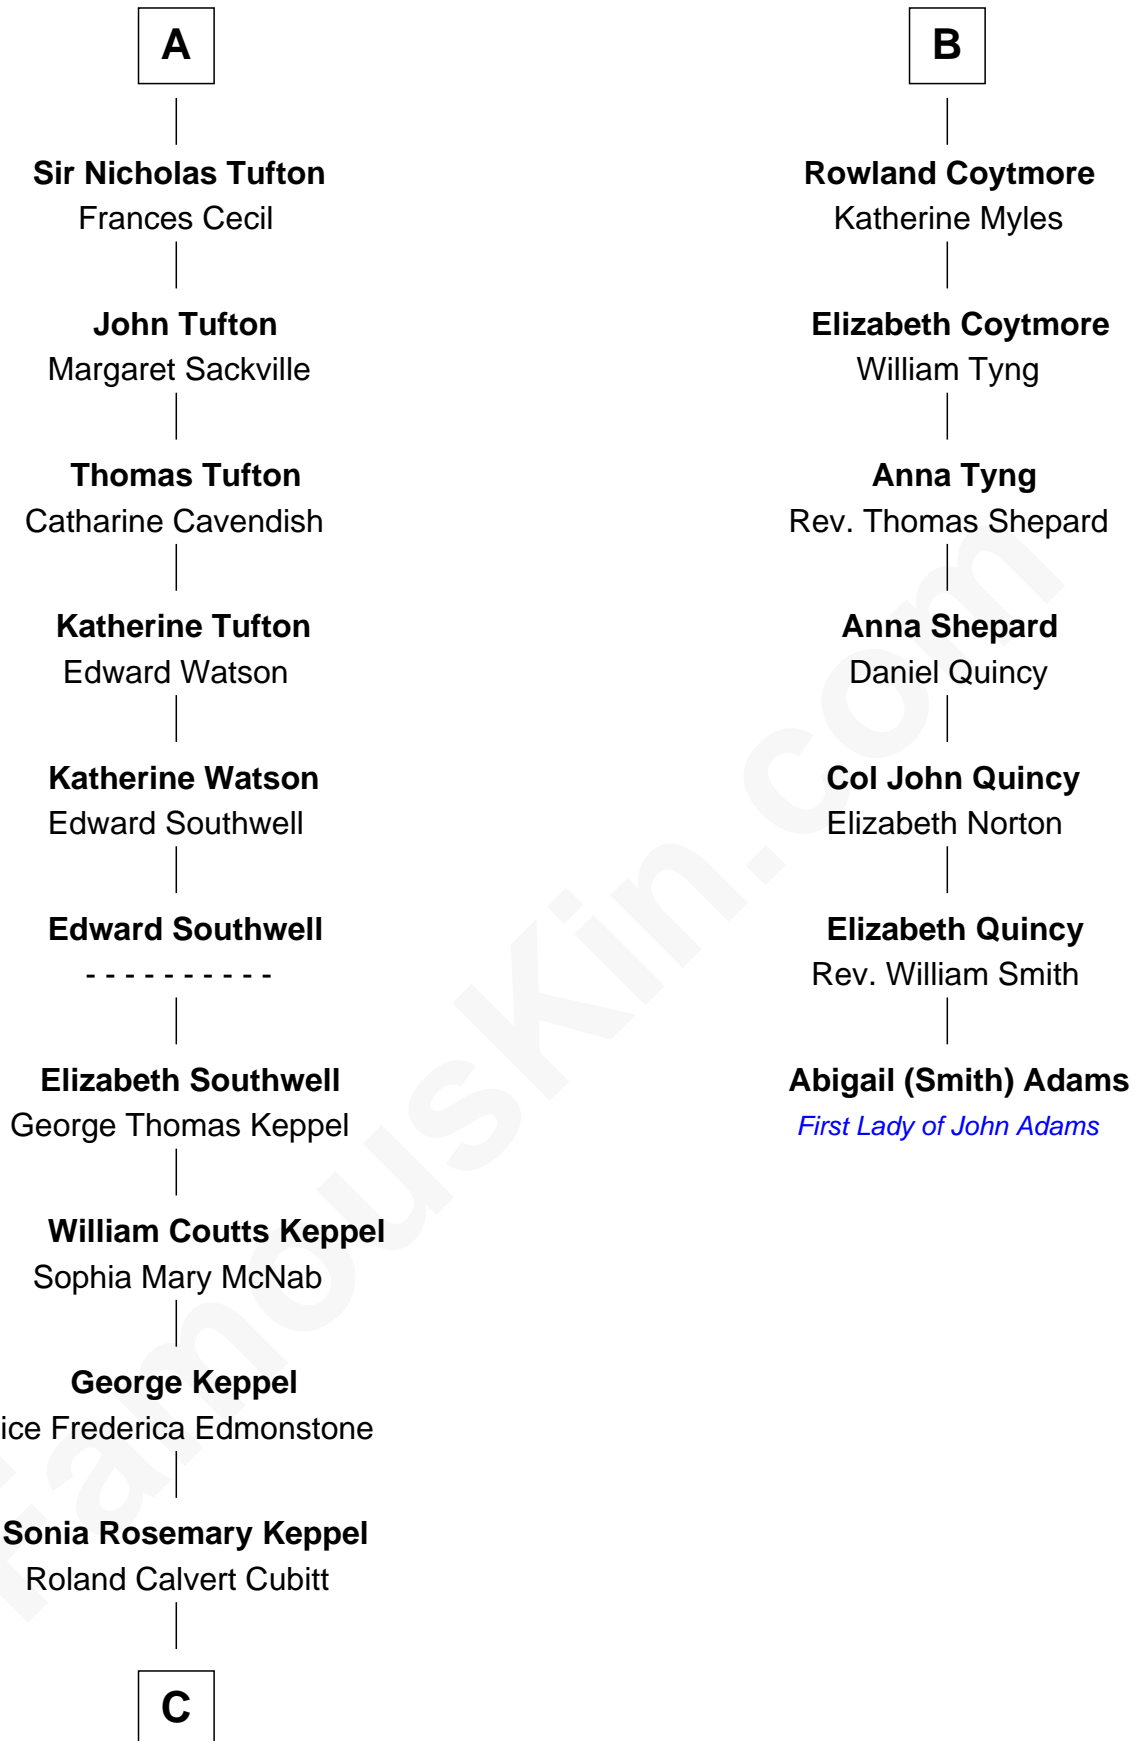 A
Sir Nicholas Tufton
Frances Cecil
John Tufton
Margaret Sackville
Thomas Tufton
Catharine Cavendish
Katherine Tufton
Edward Watson
Katherine Watson
Edward Southwell
Edward Southwell
- - - - - - - - - -
Elizabeth Southwell
George Thomas Keppel
William Coutts Keppel
Sophia Mary McNab
George Keppel
ice Frederica Edmonstone
Sonia Rosemary Keppel
Roland Calvert Cubitt
C
B
Rowland Coytmore
Katherine Myles
Elizabeth Coytmore
William Tyng
Anna Tyng
Rev. Thomas Shepard
Anna Shepard
Daniel Quincy
Col John Quincy
Elizabeth Norton
Elizabeth Quincy
Rev. William Smith
Abigail (Smith) Adams
First Lady of John Adams
FamousKin.com